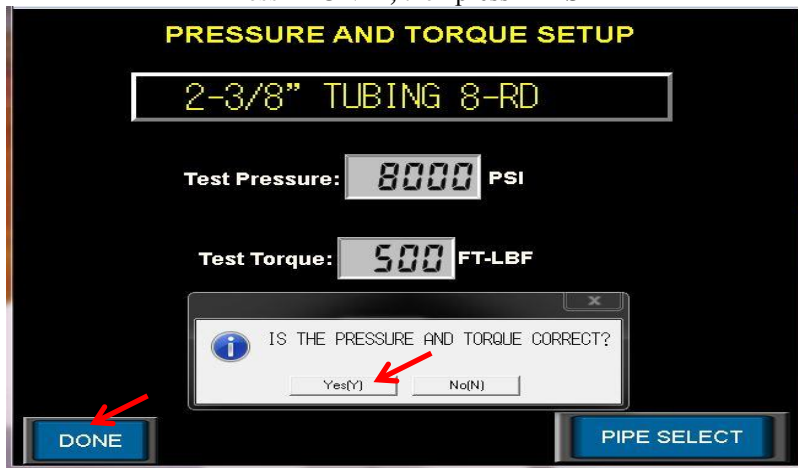 PRESSURE AND TORQUE SETUP
2-3/8" TUBING 8-RD
Test Pressure: 8000 PSI
Test Torque: 500 FT-LBF
IS THE PRESSURE AND TORQUE CORRECT?
Yes(Y) No(N)
DONE PIPE SELECT